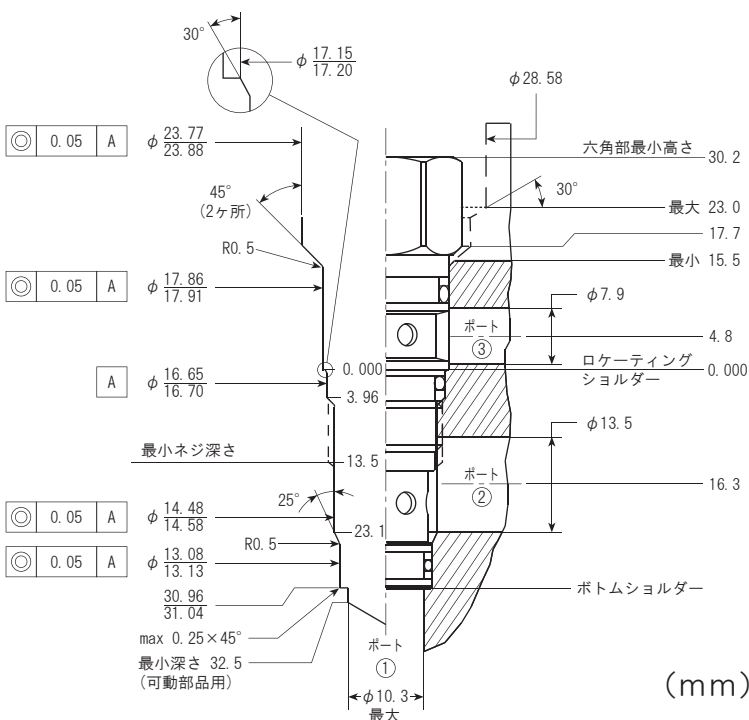 30°
φ 17.15
17.20
φ28.58
◎ 0.05 A
φ 23.77
23.88
六角部最小高さ
30.2
45°
(2ヶ所)
30°
最大 23.0
17.7
R0.5
最小 15.5
◎ 0.05 A
φ 17.86
17.91
φ7.9
ポート
③
4.8
0.000
ロケーティング
ショルダー
0.000
A
φ 16.65
16.70
3.96
φ13.5
最小ネジ深さ
13.5
ポート
②
16.3
25°
◎ 0.05 A
φ 14.48
14.58
23.1
R0.5
◎ 0.05 A
φ 13.08
13.13
30.96
31.04
ボトムショルダー
max 0.25×45°
最小深さ 32.5
(可動部品用)
ポート
①
φ10.3
最大
(mm)